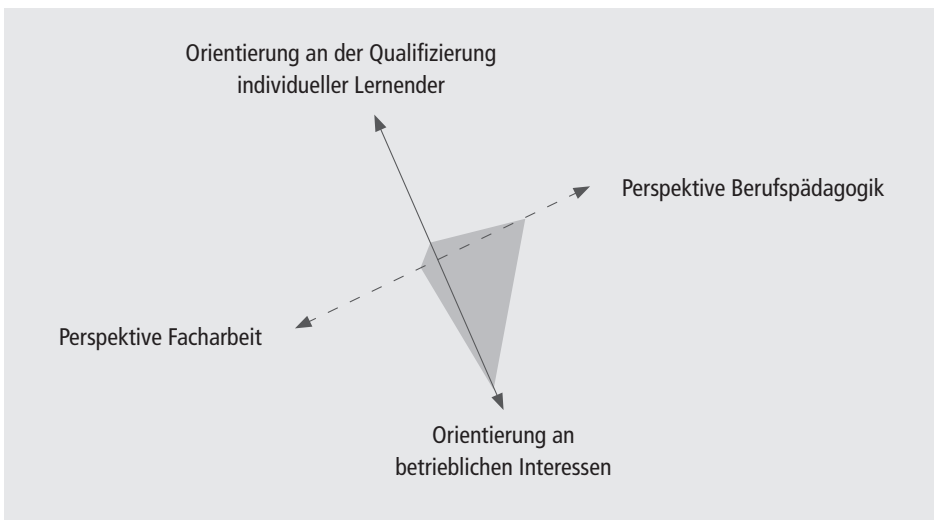 Orientierung an der Qualifizierung
individueller Lernender
Perspektive Berufspädagogik
Perspektive Facharbeit
Orientierung an
betrieblichen Interessen